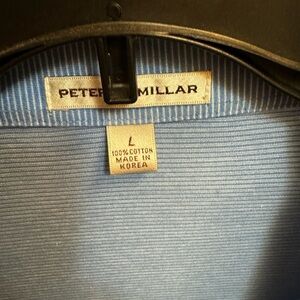 PETER MILLAR
L
100% COTTON
MADE IN
KOREA